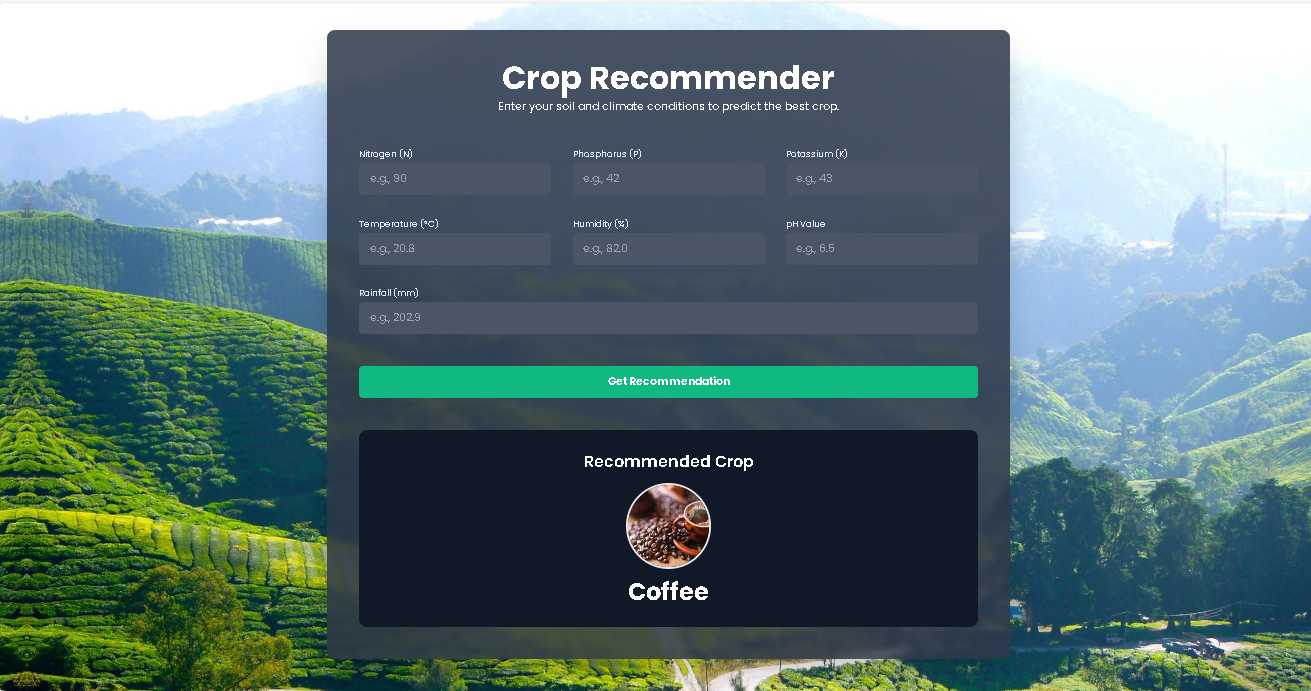 Crop Recommender
Enter your soil and climate conditions to predict the best crop.
Nitrogen (N)
Phosphorus (P)
Potassium (K)
e.g., 90
e.g., 42
e.g., 43
Temperature (°C)
Humidity (%)
pH Value
e.g., 20.8
e.g., 82.0
e.g., 6.5
Rainfall (mm)
e.g., 202.9
Get Recommendation
Recommended Crop
Coffee